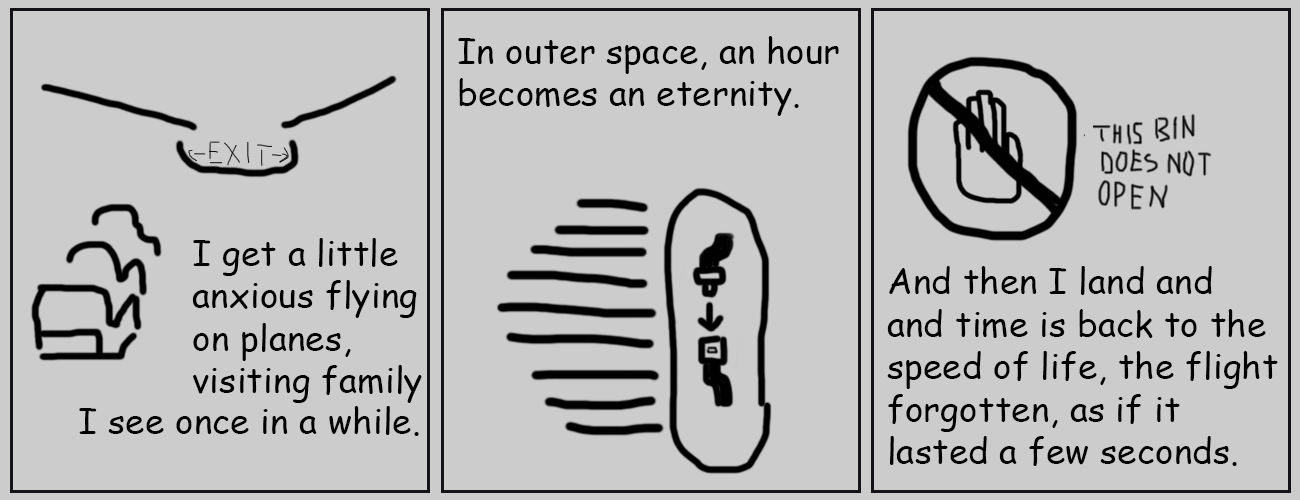 ←EXIT→
I get a little
anxious flying
on planes,
visiting family
I see once in a while.
In outer space, an hour
becomes an eternity.
THIS BIN
DOES NOT
OPEN
And then I land and
and time is back to the
speed of life, the flight
forgotten, as if it
lasted a few seconds.